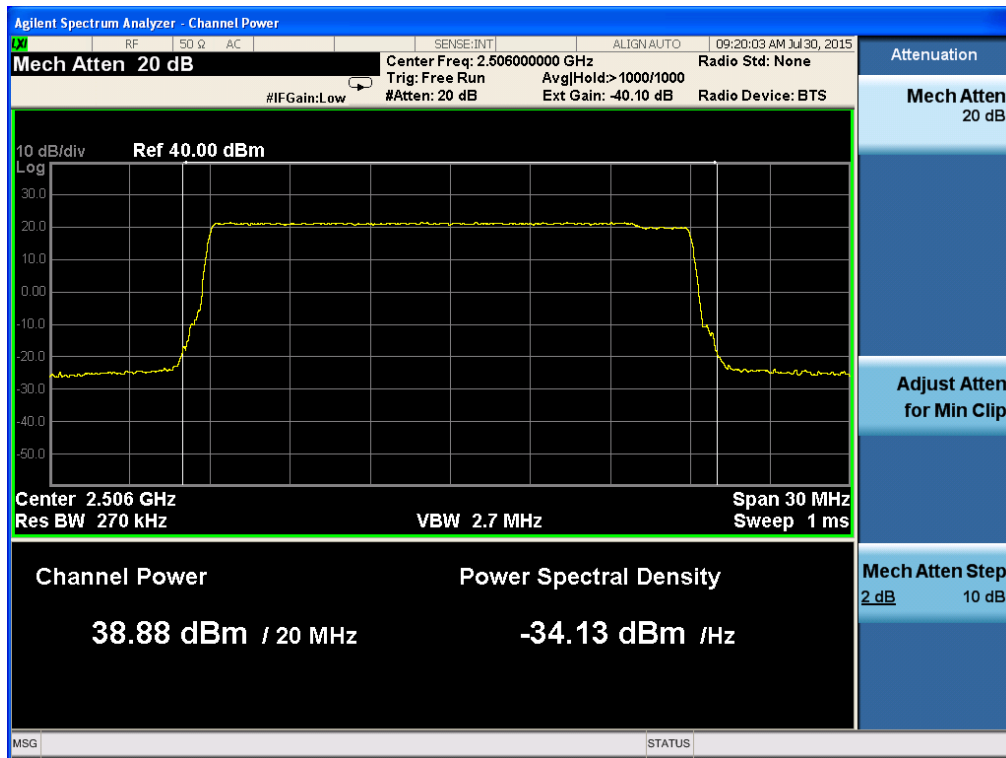 Agilent Spectrum Analyzer - Channel Power
LXI RF 50 Ω AC SENSE:INT ALIGN AUTO 09:20:03 AM Jul 30, 2015
Mech Atten 20 dB
Center Freq: 2.506000000 GHz Radio Std: None
Trig: Free Run Avg|Hold:>1000/1000
#IFGain:Low #Atten: 20 dB Ext Gain: -40.10 dB Radio Device: BTS
10 dB/div Ref 40.00 dBm
Log
30.0
20.0
10.0
0.00
-10.0
-20.0
-30.0
-40.0
-50.0
Center 2.506 GHz Span 30 MHz
Res BW 270 kHz VBW 2.7 MHz Sweep 1 ms
Channel Power Power Spectral Density
38.88 dBm / 20 MHz -34.13 dBm /Hz
MSG STATUS
Attenuation
Mech Atten
20 dB
Adjust Atten
for Min Clip
Mech Atten Step
2 dB 10 dB